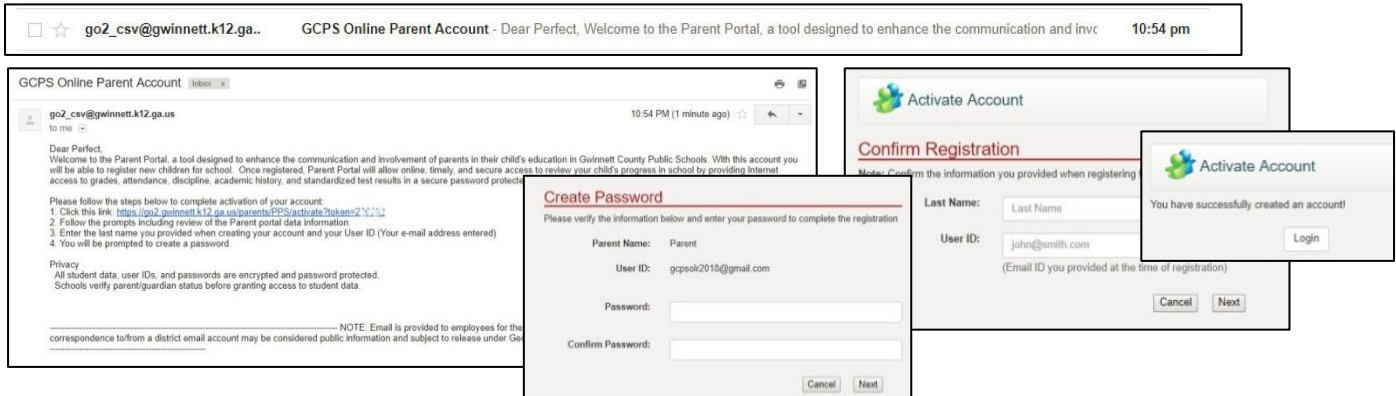 go2_csv@gwinnett.k12.ga.. GCPS Online Parent Account - Dear Perfect, Welcome to the Parent Portal, a tool designed to enhance the communication and invc 10:54 pm
GCPS Online Parent Account Inbox x
go2_csv@gwinnett.k12.ga.us 10:54 PM (1 minute ago)
to me
Dear Perfect,
Welcome to the Parent Portal, a tool designed to enhance the communication and involvement of parents in their child's education in Gwinnett County Public Schools. With this account you
will be able to register new children for school. Once registered, Parent Portal will allow online, timely, and secure access to review your child's progress in school by providing Internet
access to grades, attendance, discipline, academic history, and standardized test results in a secure password protecte
Please follow the steps below to complete activation of your account:
1. Click this link: https://go2.gwinnett.k12.ga.us/parents/PPS/activate?token=2
2. Follow the prompts including review of the Parent portal data information.
3. Enter the last name you provided when creating your account and your User ID (Your e-mail address entered)
4. You will be prompted to create a password.
Privacy
All student data, user IDs, and passwords are encrypted and password protected.
Schools verify parent/guardian status before granting access to student data.
NOTE: Email is provided to employees for the
correspondence to/from a district email account may be considered public information and subject to release under Geo
Create Password
Please verify the information below and enter your password to complete the registration
Parent Name: Parent
User ID: gcpsolr2018@gmail.com
Password:
Confirm Password:
Cancel Next
Activate Account
Confirm Registration
Note: Confirm the information you provided when registering
Last Name: Last Name
User ID: john@smith.com
(Email ID you provided at the time of registration)
Cancel Next
Activate Account
You have successfully created an account!
Login